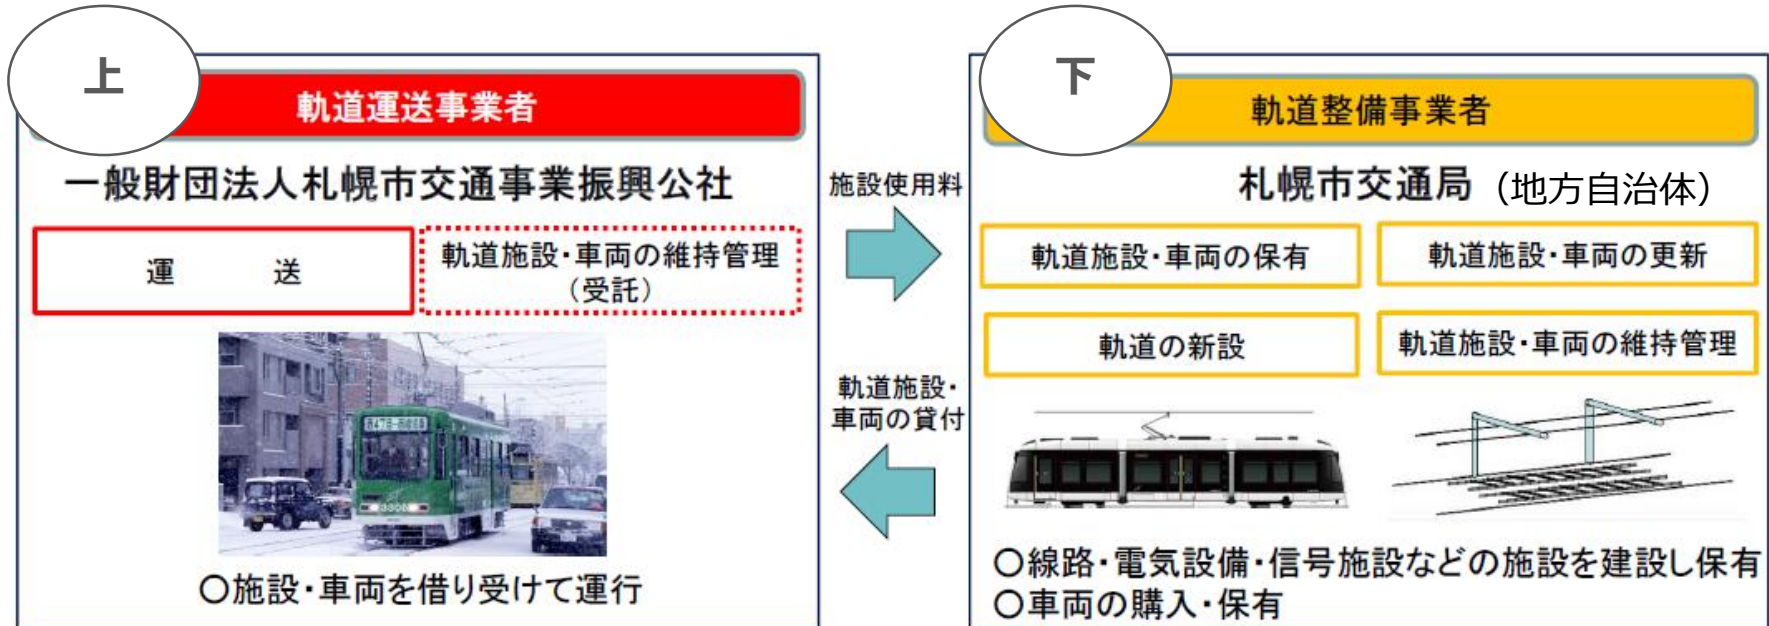 上
軌道運送事業者
一般財団法人札幌市交通事業振興公社
運　　送
軌道施設・車両の維持管理
（受託）
○施設・車両を借り受けて運行
施設使用料
軌道施設・
車両の貸付
下
軌道整備事業者
札幌市交通局（地方自治体）
軌道施設・車両の保有
軌道施設・車両の更新
軌道の新設
軌道施設・車両の維持管理
○線路・電気設備・信号施設などの施設を建設し保有
○車両の購入・保有